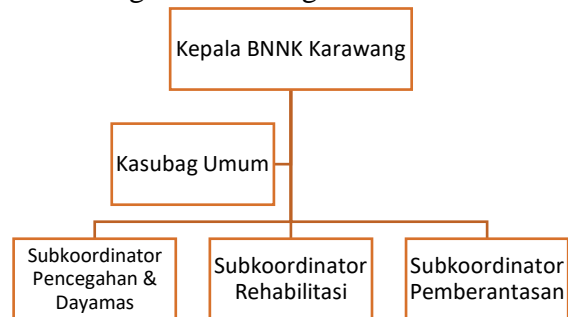 Kepala BNNK Karawang
Kasubag Umum
Subkoordinator
Pencegahan &
Dayamas
Subkoordinator
Rehabilitasi
Subkoordinator
Pemberantasan